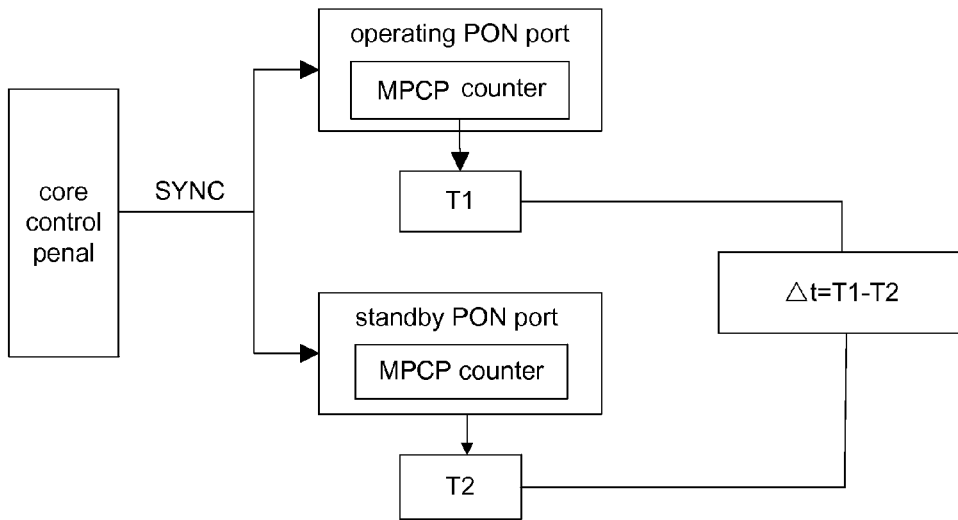 operating PON port
MPCP counter
core
control
penal
SYNC
T1
△t=T1-T2
standby PON port
MPCP counter
T2